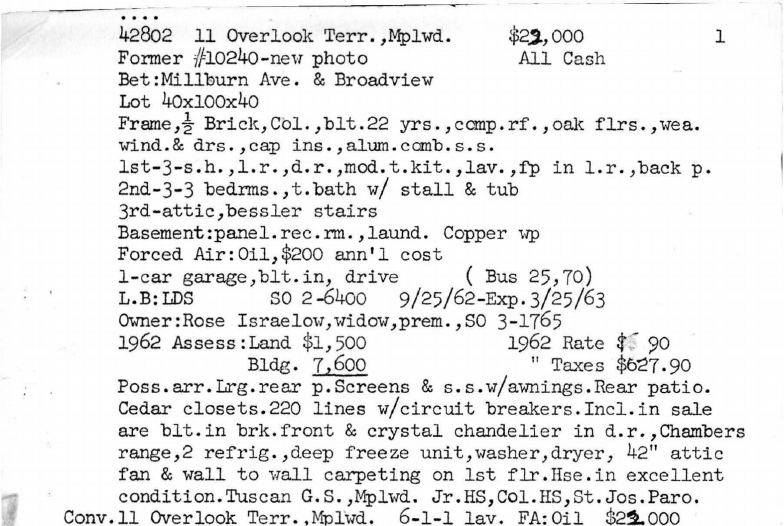 ....
42802 11 Overlook Terr.,Mplwd. $22,000 1
Former #10240-new photo All Cash
Bet:Millburn Ave. & Broadview
Lot 40x100x40
Frame,½ Brick,Col.,blt.22 yrs.,comp.rf.,oak flrs.,wea.
wind.& drs.,cap ins.,alum.comb.s.s.
1st-3-s.h.,l.r.,d.r.,mod.t.kit.,lav.,fp in l.r.,back p.
2nd-3-3 bedrms.,t.bath w/ stall & tub
3rd-attic,bessler stairs
Basement:panel.rec.rm.,laund. Copper wp
Forced Air:Oil,$200 ann'l cost
1-car garage,blt.in, drive ( Bus 25,70)
L.B:LDS SO 2-6400 9/25/62-Exp.3/25/63
Owner:Rose Israelow,widow,prem.,SO 3-1765
1962 Assess:Land $1,500 1962 Rate $ 90
Bldg. 7,600 " Taxes $627.90
Poss.arr.Lrg.rear p.Screens & s.s.w/awnings.Rear patio.
Cedar closets.220 lines w/circuit breakers.Incl.in sale
are blt.in brk.front & crystal chandelier in d.r.,Chambers
range,2 refrig.,deep freeze unit,washer,dryer, 42" attic
fan & wall to wall carpeting on 1st flr.Hse.in excellent
condition.Tuscan G.S.,Mplwd. Jr.HS,Col.HS,St.Jos.Paro.
Conv.11 Overlook Terr.,Mplwd. 6-1-1 lav. FA:Oil $22,000